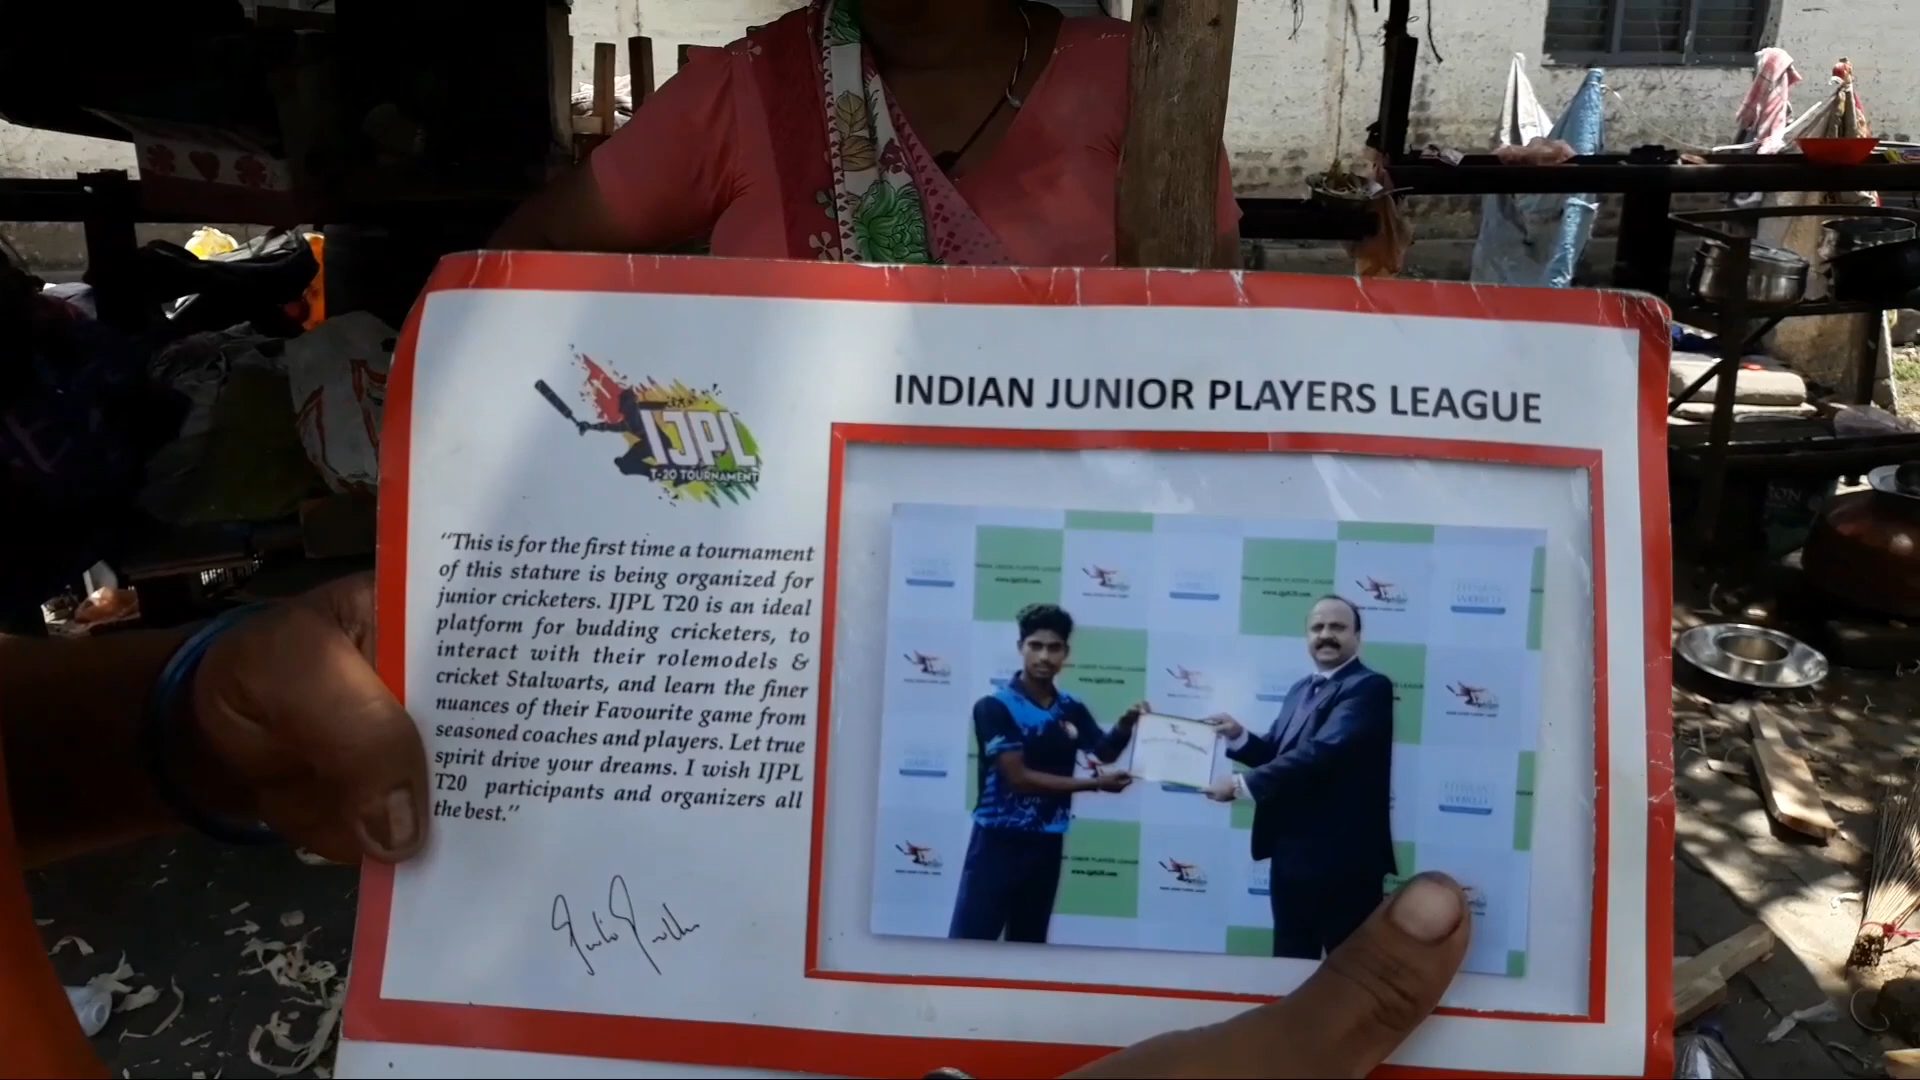 INDIAN JUNIOR PLAYERS LEAGUE
IJPL
T-20 TOURNAMENT
“This is for the first time a tournament
of this stature is being organized for
junior cricketers. IJPL T20 is an ideal
platform for budding cricketers, to
interact with their rolemodels &
cricket Stalwarts, and learn the finer
nuances of their Favourite game from
seasoned coaches and players. Let true
spirit drive your dreams. I wish IJPL
T20 participants and organizers all
the best.”